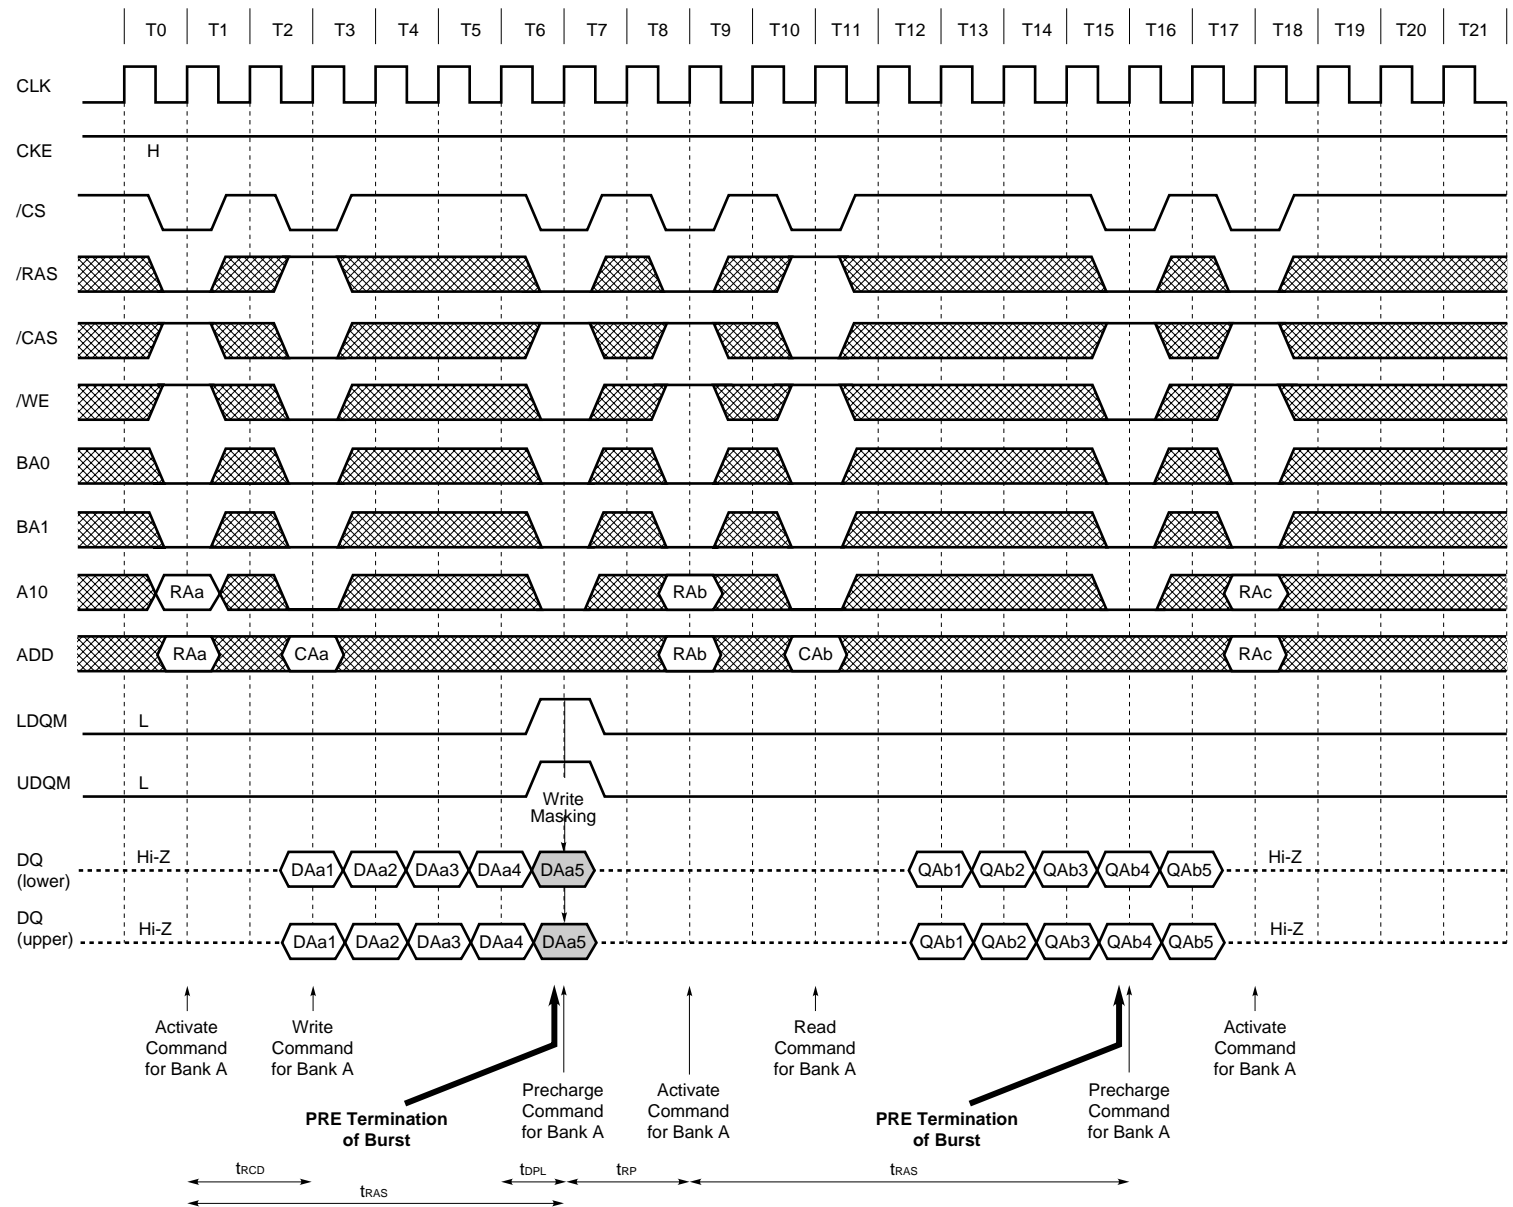 T0 T1 T2 T3 T4 T5 T6 T7 T8 T9 T10 T11 T12 T13 T14 T15 T16 T17 T18 T19 T20 T21
CLK
CKE H
/CS
/RAS
/CAS
/WE
BA0
BA1
A10 RAa RAb RAc
ADD RAa CAa RAb CAb RAc
LDQM L
UDQM L
Write
Masking
DQ
(lower) Hi-Z DAa1 DAa2 DAa3 DAa4 DAa5 QAb1 QAb2 QAb3 QAb4 QAb5 Hi-Z
DQ
(upper) Hi-Z DAa1 DAa2 DAa3 DAa4 DAa5 QAb1 QAb2 QAb3 QAb4 QAb5 Hi-Z
Activate
Command
for Bank A
Write
Command
for Bank A
PRE Termination
of Burst
Precharge
Command
for Bank A
Activate
Command
for Bank A
Read
Command
for Bank A
PRE Termination
of Burst
Precharge
Command
for Bank A
Activate
Command
for Bank A
tRCD tDPL tRP tRAS
tRAS